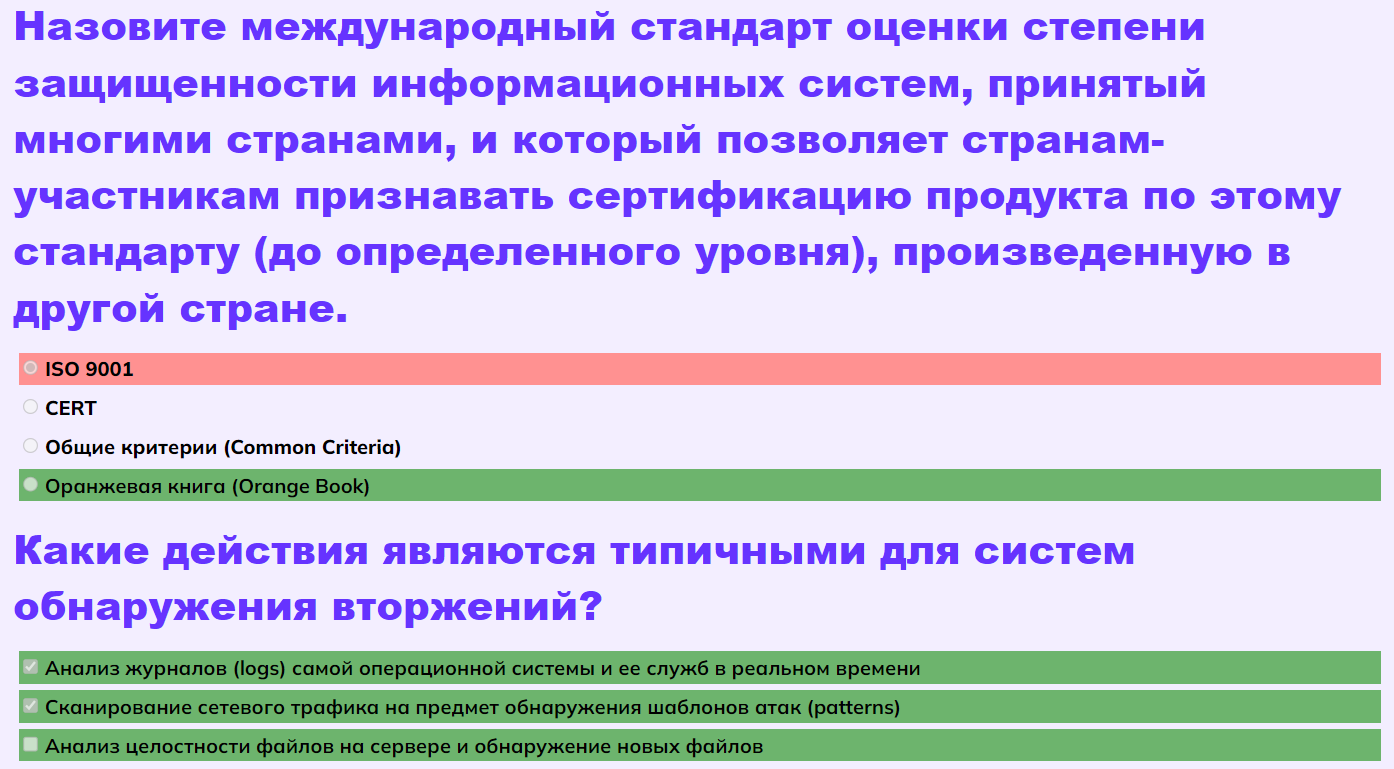 Назовите международный стандарт оценки степени
защищенности информационных систем, принятый
многими странами, и который позволяет странам-
участникам признавать сертификацию продукта по этому
стандарту (до определенного уровня), произведенную в
другой стране.
ISO 9001
CERT
Общие критерии (Common Criteria)
Оранжевая книга (Orange Book)
Какие действия являются типичными для систем
обнаружения вторжений?
Анализ журналов (logs) самой операционной системы и ее служб в реальном времени
Сканирование сетевого трафика на предмет обнаружения шаблонов атак (patterns)
Анализ целостности файлов на сервере и обнаружение новых файлов